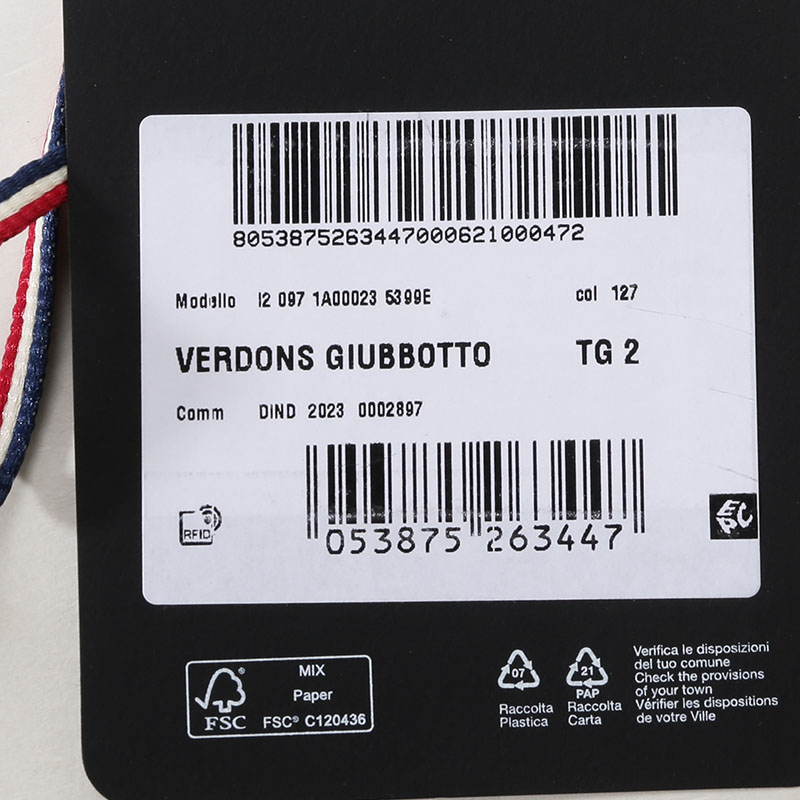 805387526344700062100472
Modello I2 097 1A00023 5399E col 127
VERDONS GIUBBOTTO TG 2
Comm DIND 2023 0002897
RFID
053875 263447
EPC
MIX
Paper
FSC FSC® C120436
07
Raccolta
Plastica
21
PAP
Raccolta
Carta
Verifica le disposizioni
del tuo comune
Check the provisions
of your town
Vérifier les dispositions
de votre Ville